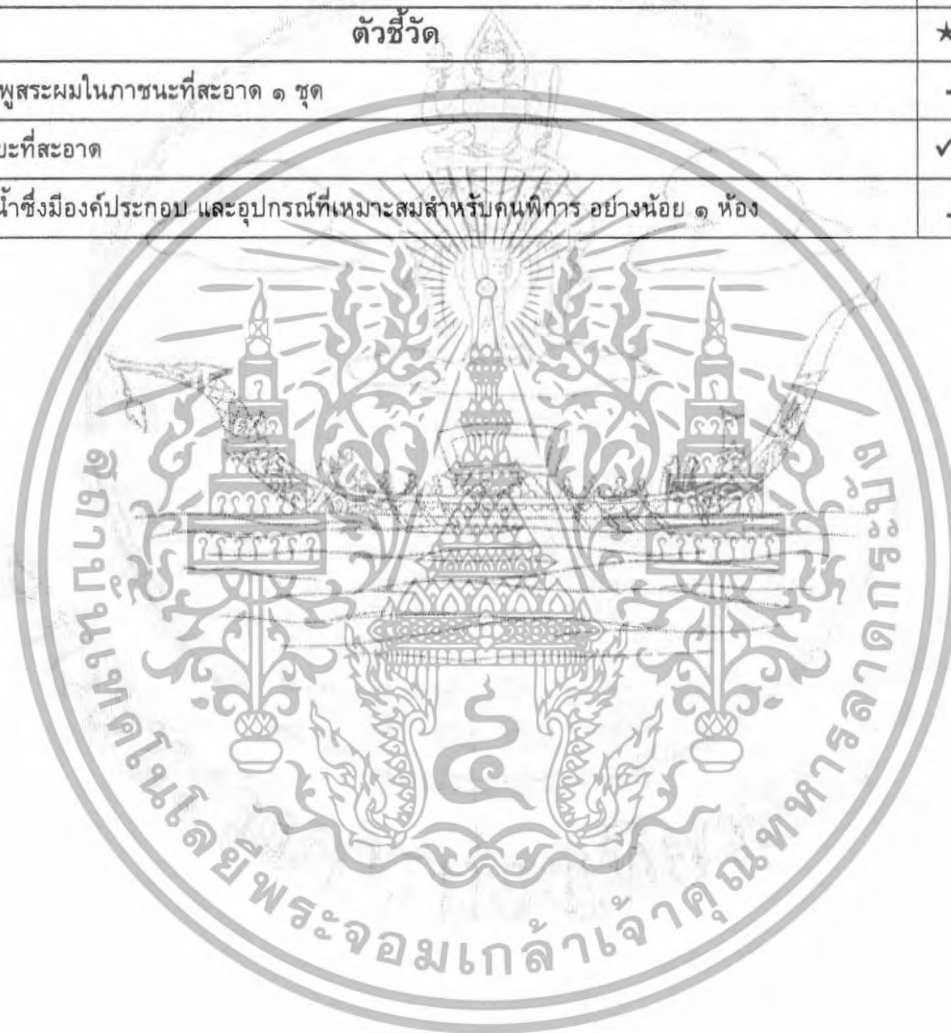 ตัวชี้วัด ★
พูสระผมในภาชนะที่สะอาด ๑ ชุด -
ยะที่สะอาด ✓
น้ำซึ่งมีองค์ประกอบ และอุปกรณ์ที่เหมาะสมสำหรับคนพิการ อย่างน้อย ๑ ห้อง -
สถาบันเทคโนโลยีพระจอมเกล้าเจ้าคุณทหารลาดกระบัง
๔